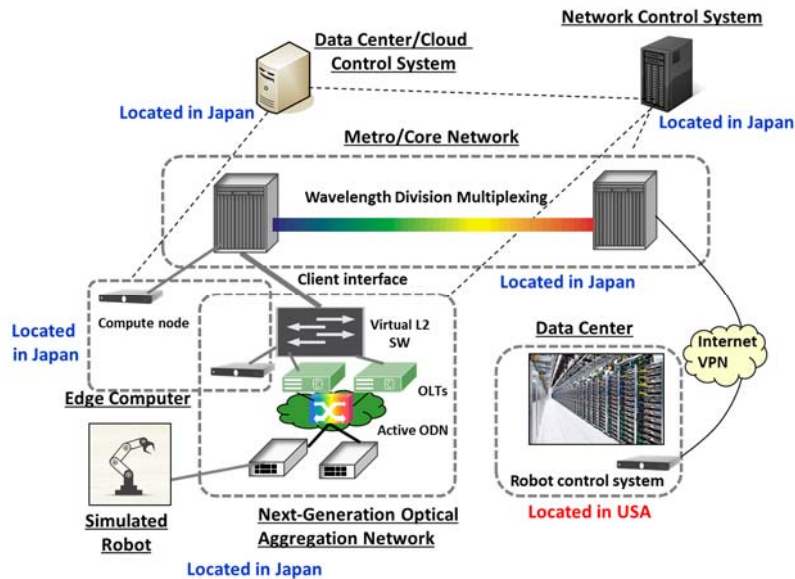 Network Control System
Data Center/Cloud
Control System
Located in Japan
Located in Japan
Metro/Core Network
Wavelength Division Multiplexing
Client interface
Located in Japan
Compute node
Located
in Japan
Virtual L2
SW
Data Center
Internet
VPN
OLTs
Edge Computer
Active ODN
Robot control system
Simulated
Robot
Next-Generation Optical
Aggregation Network
Located in USA
Located in Japan